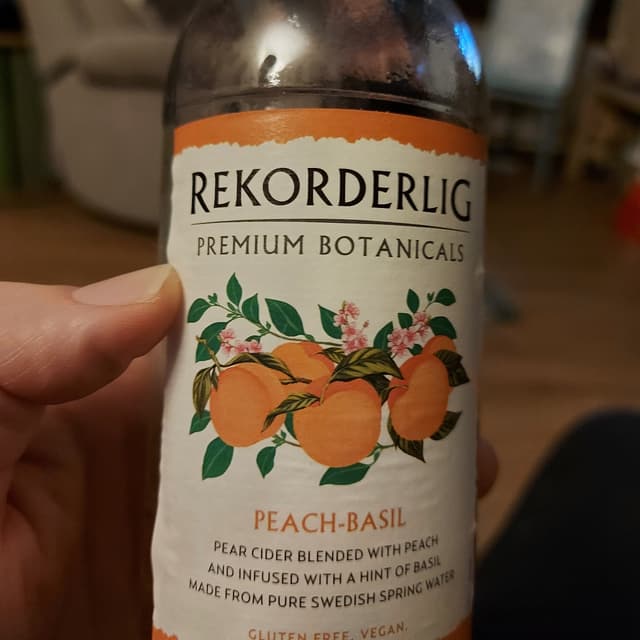 REKORDERLIG
PREMIUM BOTANICALS
PEACH-BASIL
PEAR CIDER BLENDED WITH PEACH
AND INFUSED WITH A HINT OF BASIL
MADE FROM PURE SWEDISH SPRING WATER
GLUTEN FREE. VEGAN.